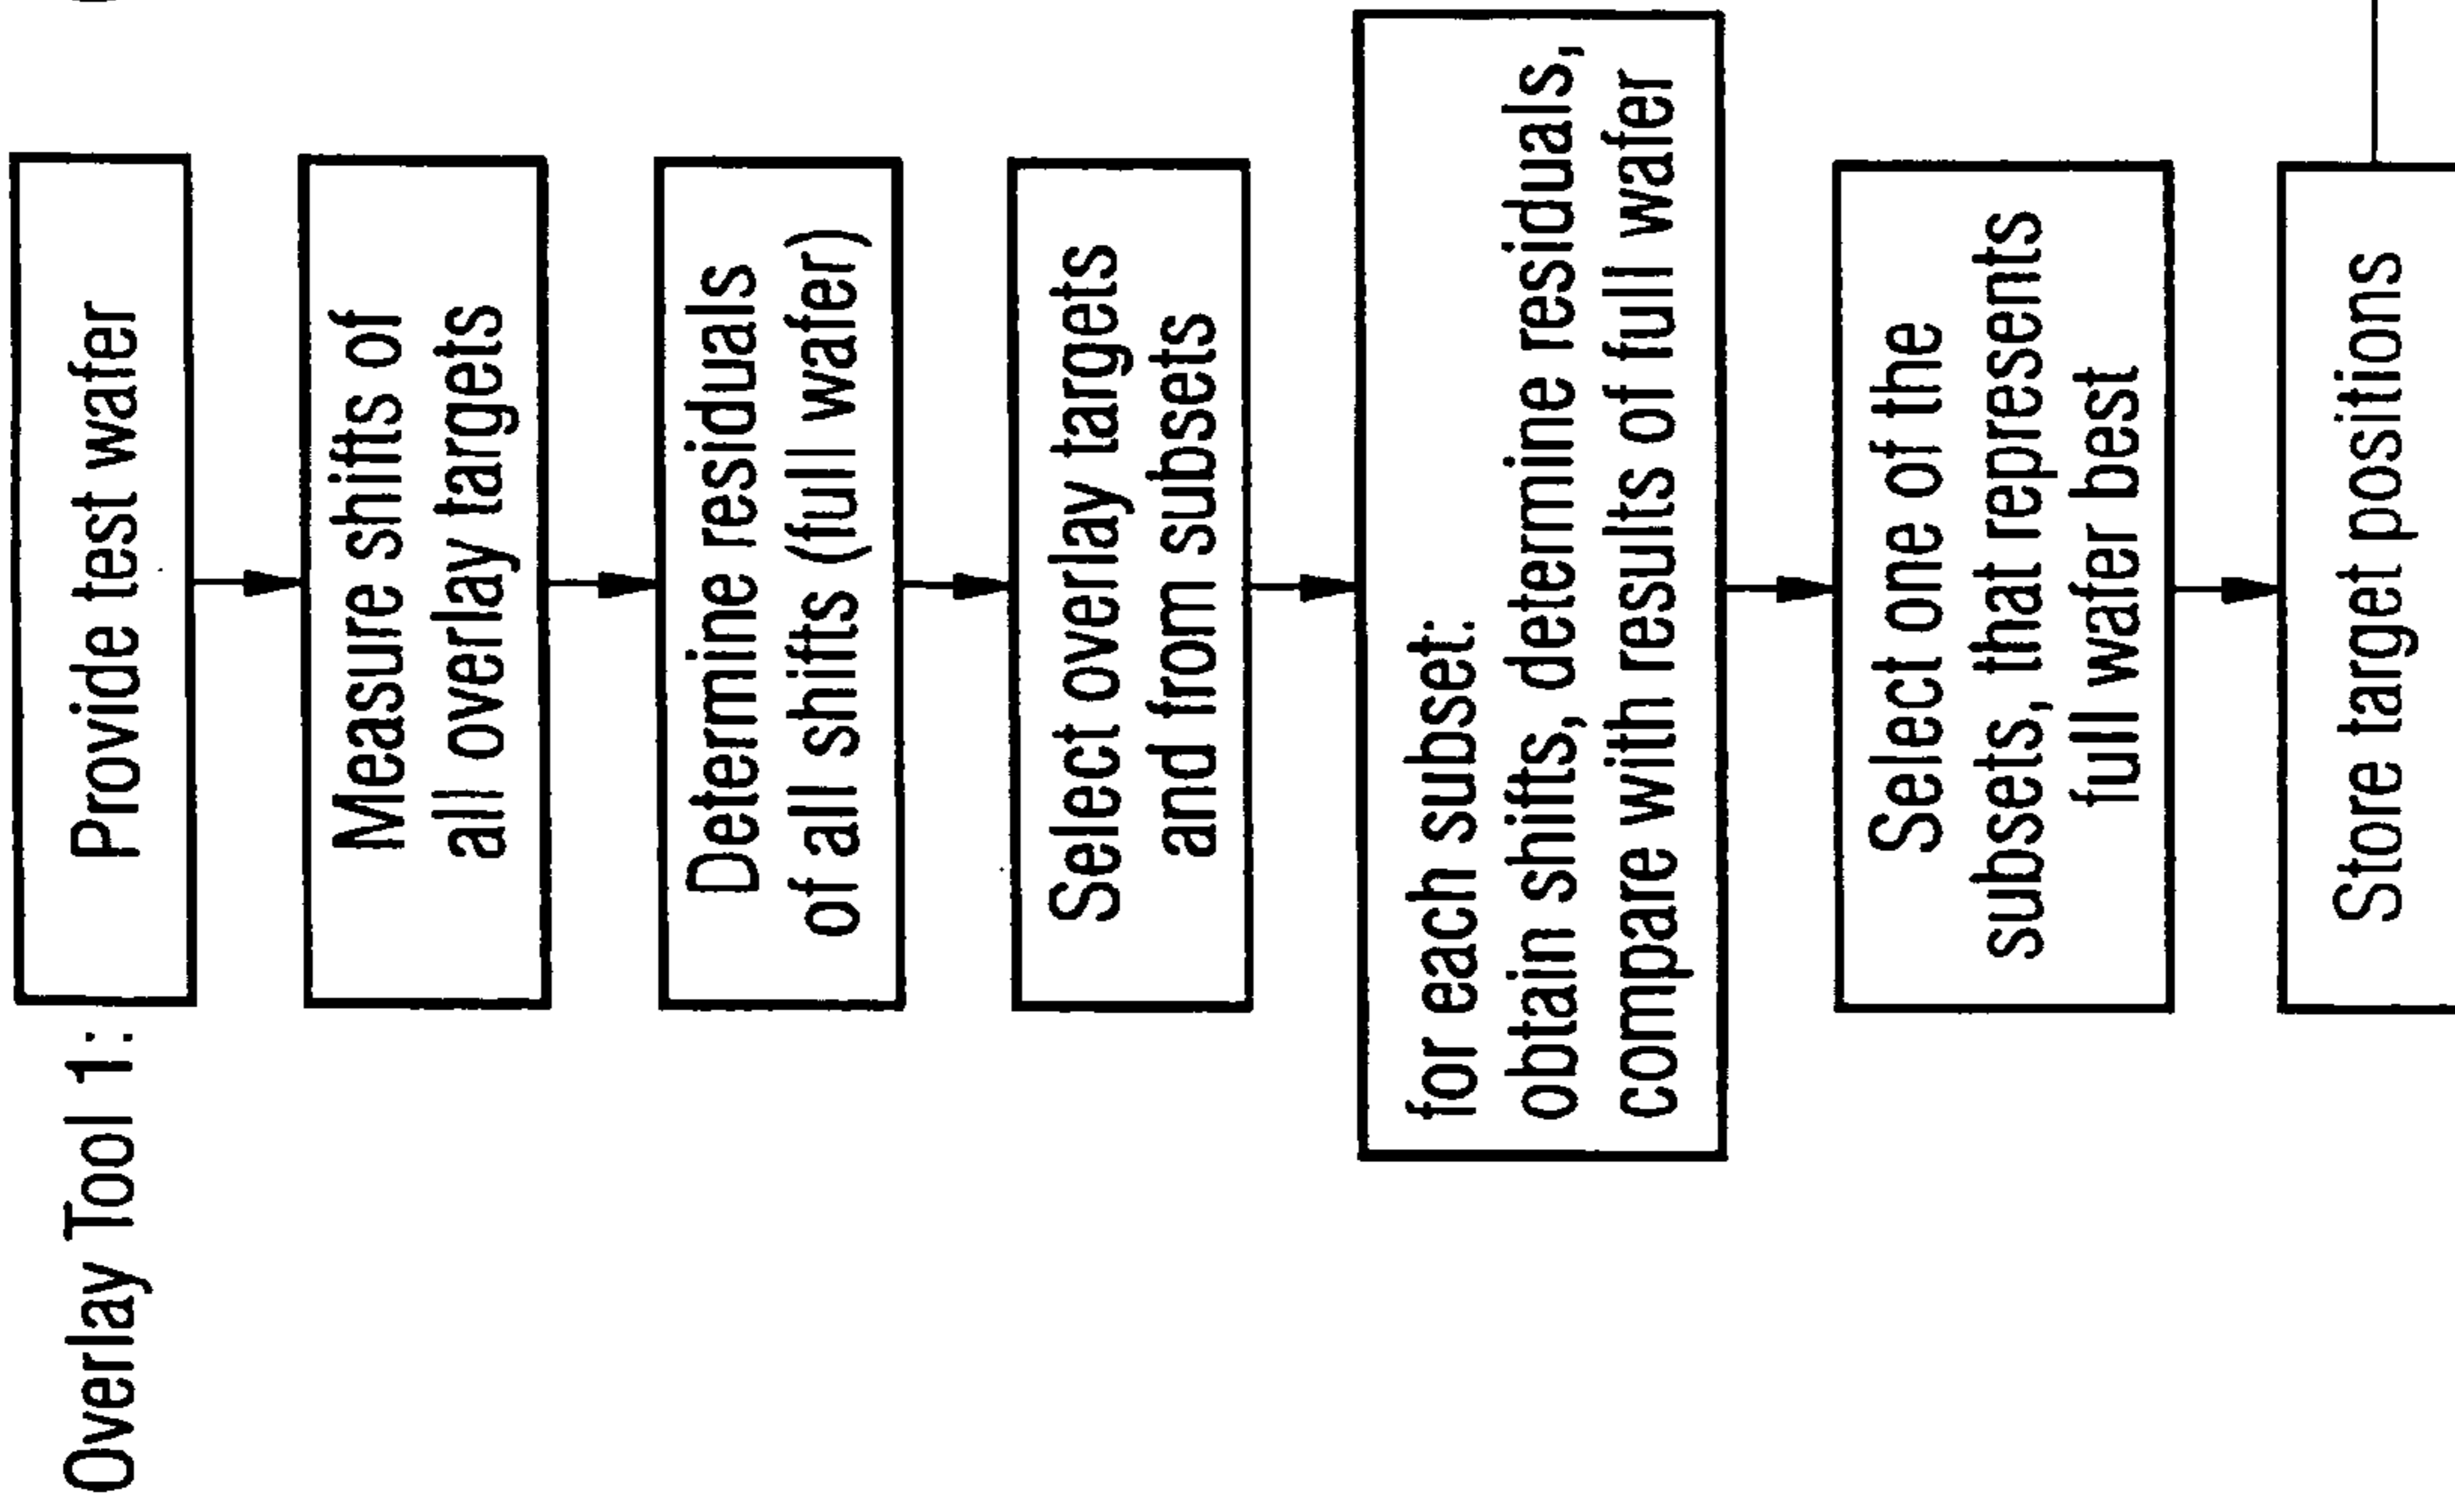 Overlay Tool 1:
Provide test wafer
Measure shifts of
all overlay targets
Determine residuals
of all shifts (full wafer)
Select overlay targets
and from subsets
for each subset:
obtain shifts, determine residuals,
compare with results of full wafer
Select one of the
subsets, that represents
full wafer best
Store target positions